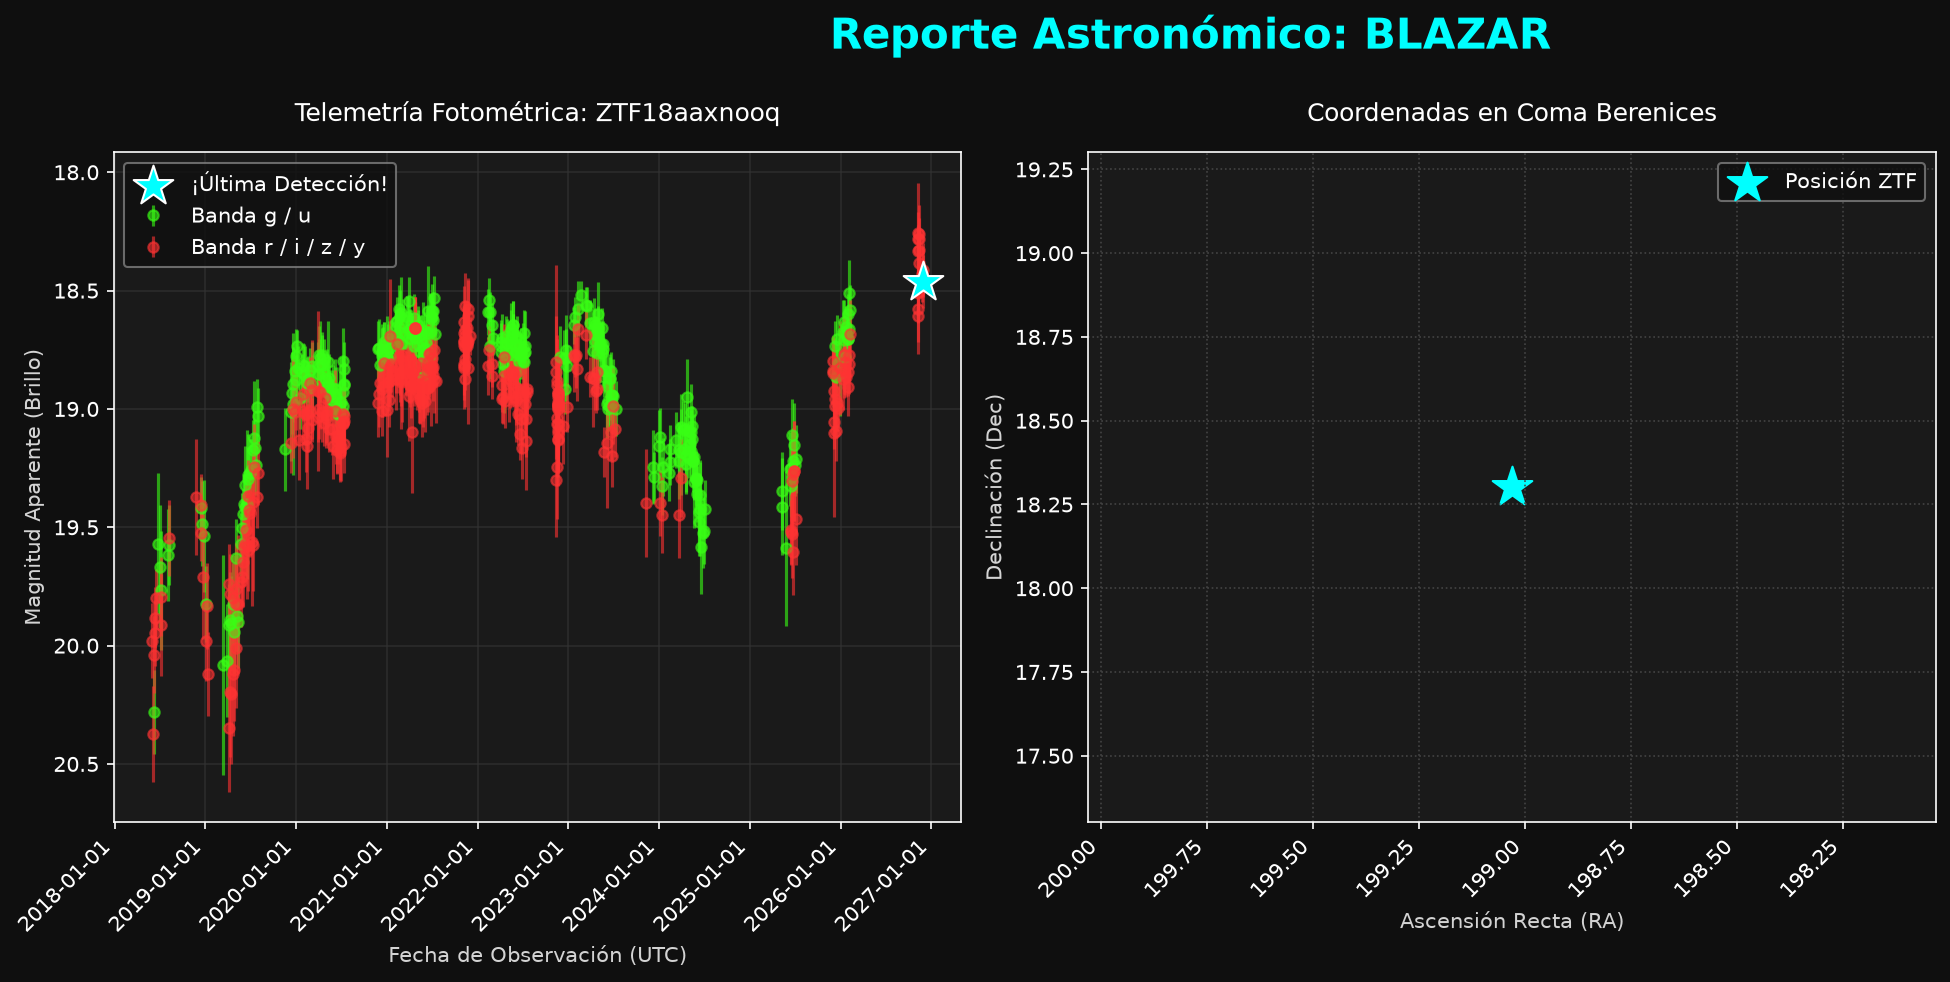 Reporte Astronómico: BLAZAR
Telemetría Fotométrica: ZTF18aaxnooq
¡Última Detección!
Banda g / u
Banda r / i / z / y
Magnitud Aparente (Brillo)
18.0
18.5
19.0
19.5
20.0
20.5
2018-01-01
2019-01-01
2020-01-01
2021-01-01
2022-01-01
2023-01-01
2024-01-01
2025-01-01
2026-01-01
2027-01-01
Fecha de Observación (UTC)
Coordenadas en Coma Berenices
Posición ZTF
Declinación (Dec)
19.25
19.00
18.75
18.50
18.25
18.00
17.75
17.50
200.00
199.75
199.50
199.25
199.00
198.75
198.50
198.25
Ascensión Recta (RA)